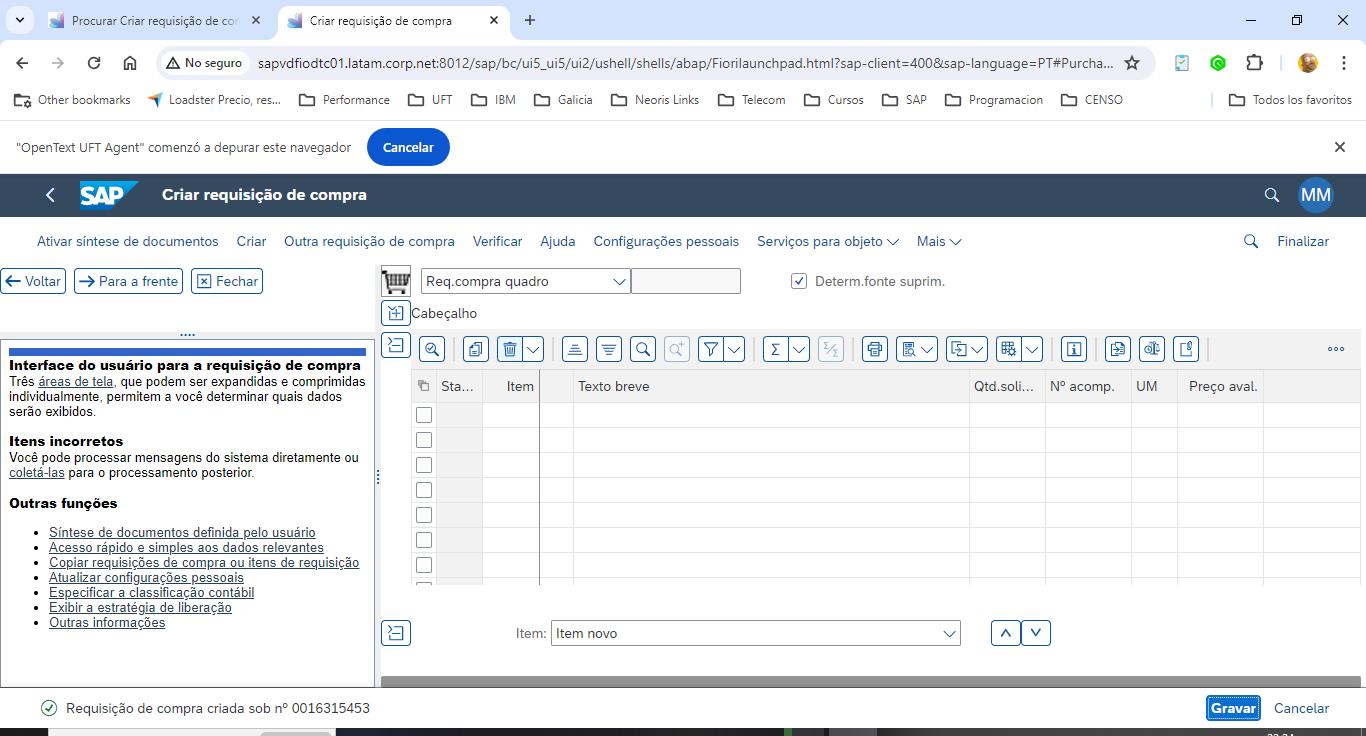 Procurar Criar requisição de cor
Criar requisição de compra
No seguro
sapvdfiodtc01.latam.corp.net:8012/sap/bc/ui5_ui5/ui2/ushell/shells/abap/Fiorilaunchpad.html?sap-client=400&sap-language=PT#Purcha...
Other bookmarks
Loadster Precio, res...
Performance
UFT
IBM
Galicia
Neoris Links
Telecom
Cursos
SAP
Programacion
CENSO
Todos los favoritos
"OpenText UFT Agent" comenzó a depurar este navegador
Cancelar
SAP
Criar requisição de compra
MM
Ativar síntese de documentos
Criar
Outra requisição de compra
Verificar
Ajuda
Configurações pessoais
Serviços para objeto
Mais
Finalizar
Voltar
Para a frente
Fechar
Req.compra quadro
Determ.fonte suprim.
Cabeçalho
Interface do usuário para a requisição de compra
Três áreas de tela, que podem ser expandidas e comprimidas
individualmente, permitem a você determinar quais dados
serão exibidos.
Itens incorretos
Você pode processar mensagens do sistema diretamente ou
coletá-las para o processamento posterior.
Outras funções
Síntese de documentos definida pelo usuário
Acesso rápido e simples aos dados relevantes
Copiar requisições de compra ou itens de requisição
Atualizar configurações pessoais
Especificar a classificação contábil
Exibir a estratégia de liberação
Outras informações
Sta...
Item
Texto breve
Qtd.soli...
Nº acomp.
UM
Preço aval.
Item:
Item novo
Requisição de compra criada sob nº 0016315453
Gravar
Cancelar